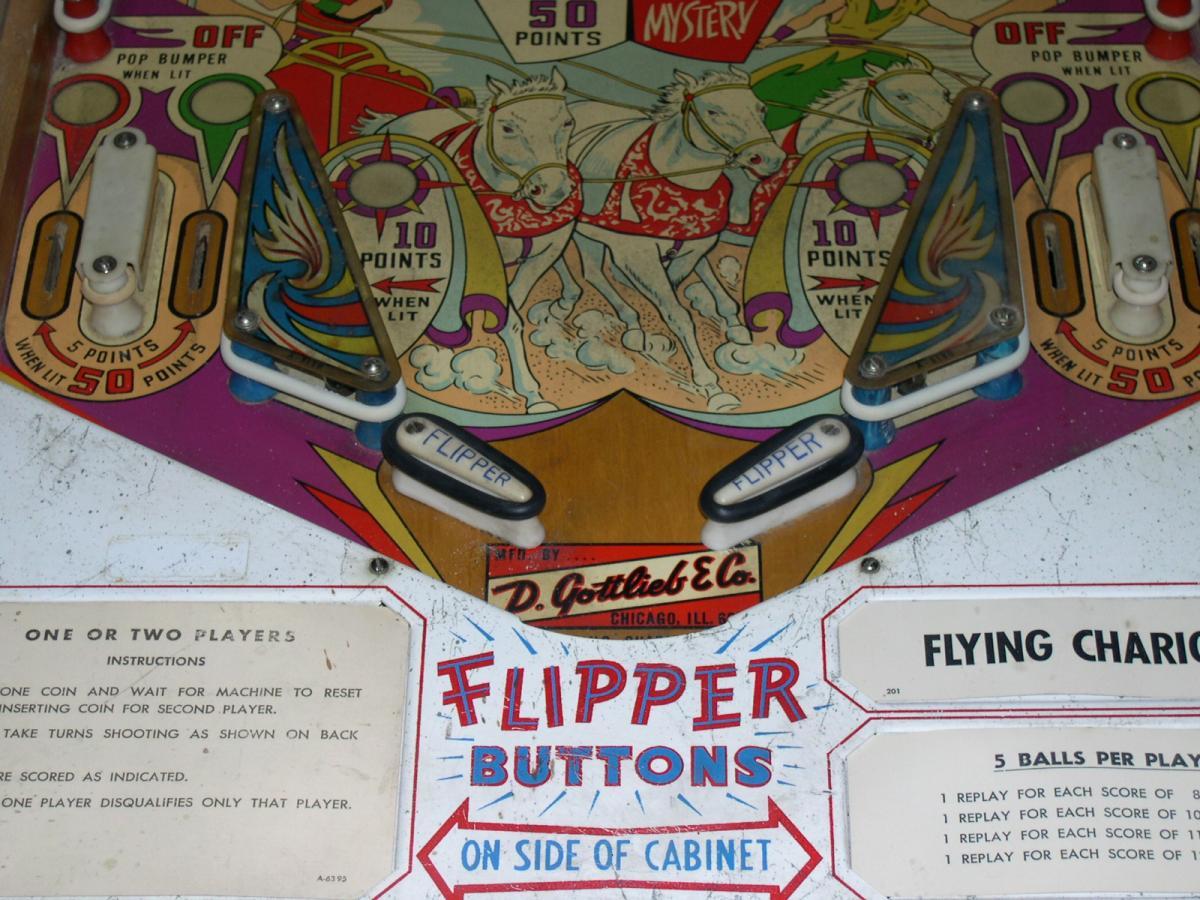 50
POINTS
MYSTERY
OFF
POP BUMPER
WHEN LIT
OFF
POP BUMPER
WHEN LIT
10
POINTS
WHEN
LIT
10
POINTS
WHEN
LIT
5 POINTS
WHEN LIT 50 POINTS
5 POINTS
WHEN LIT 50
FLIPPER
FLIPPER
MFD. BY....
D. Gottlieb & Co.
CHICAGO, ILL.
ONE OR TWO PLAYERS
INSTRUCTIONS
ONE COIN AND WAIT FOR MACHINE TO RESET
INSERTING COIN FOR SECOND PLAYER.
TAKE TURNS SHOOTING AS SHOWN ON BACK
SCORED AS INDICATED.
ONE PLAYER DISQUALIFIES ONLY THAT PLAYER.
A-6395
FLIPPER
BUTTONS
ON SIDE OF CABINET
FLYING CHARIO
201
5 BALLS PER PLAY
1 REPLAY FOR EACH SCORE OF 8
1 REPLAY FOR EACH SCORE OF 10
1 REPLAY FOR EACH SCORE OF 11
1 REPLAY FOR EACH SCORE OF